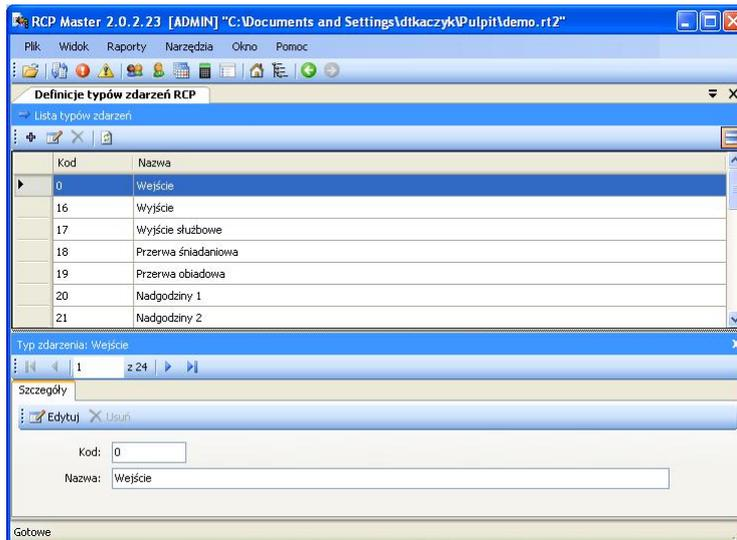 RCP Master 2.0.2.23 [ADMIN] "C:\Documents and Settings\dtkaczyk\Pulpit\demo.rt2"
Plik Widok Raporty Narzędzia Okno Pomoc
Definicje typów zdarzeń RCP
Lista typów zdarzeń
Kod Nazwa
0 Wejście
16 Wyjście
17 Wyjście służbowe
18 Przerwa śniadaniowa
19 Przerwa obiadowa
20 Nadgodziny 1
21 Nadgodziny 2
Typ zdarzenia: Wejście
1 z 24
Szczegóły
Edytuj Usuń
Kod: 0
Nazwa: Wejście
Gotowe